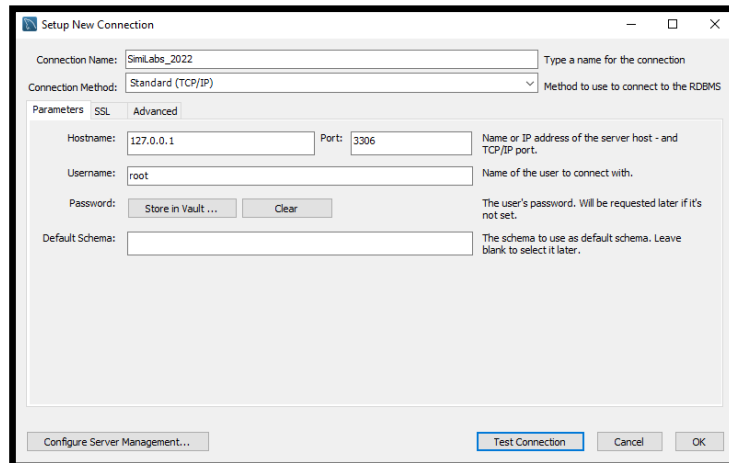 Setup New Connection
Connection Name: SimiLabs_2022 Type a name for the connection
Connection Method: Standard (TCP/IP) Method to use to connect to the RDBMS
Parameters SSL Advanced
Hostname: 127.0.0.1 Port: 3306 Name or IP address of the server host - and
TCP/IP port.
Username: root Name of the user to connect with.
Password: Store in Vault ... Clear The user's password. Will be requested later if it's
not set.
Default Schema: The schema to use as default schema. Leave
blank to select it later.
Configure Server Management... Test Connection Cancel OK